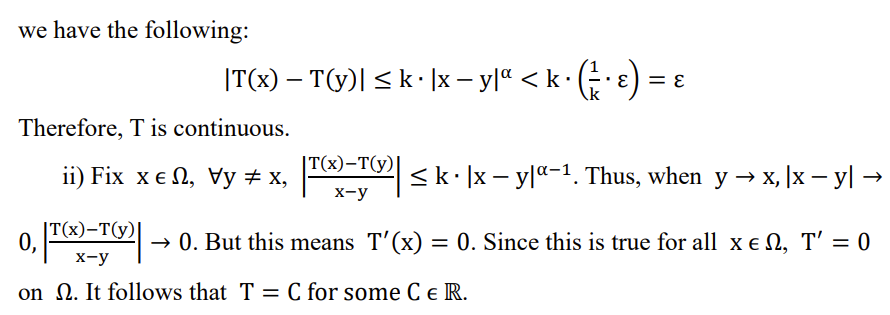 we have the following:
|T(x) − T(y)| ≤ k · |x − y|^α < k · (1/k · ε) = ε
Therefore, T is continuous.
ii) Fix x ϵ Ω, ∀y ≠ x, |T(x)−T(y)/x−y| ≤ k · |x − y|^(α−1). Thus, when y → x, |x − y| →
0, |T(x)−T(y)/x−y| → 0. But this means T′(x) = 0. Since this is true for all x ϵ Ω, T′ = 0
on Ω. It follows that T = C for some C ϵ ℝ.